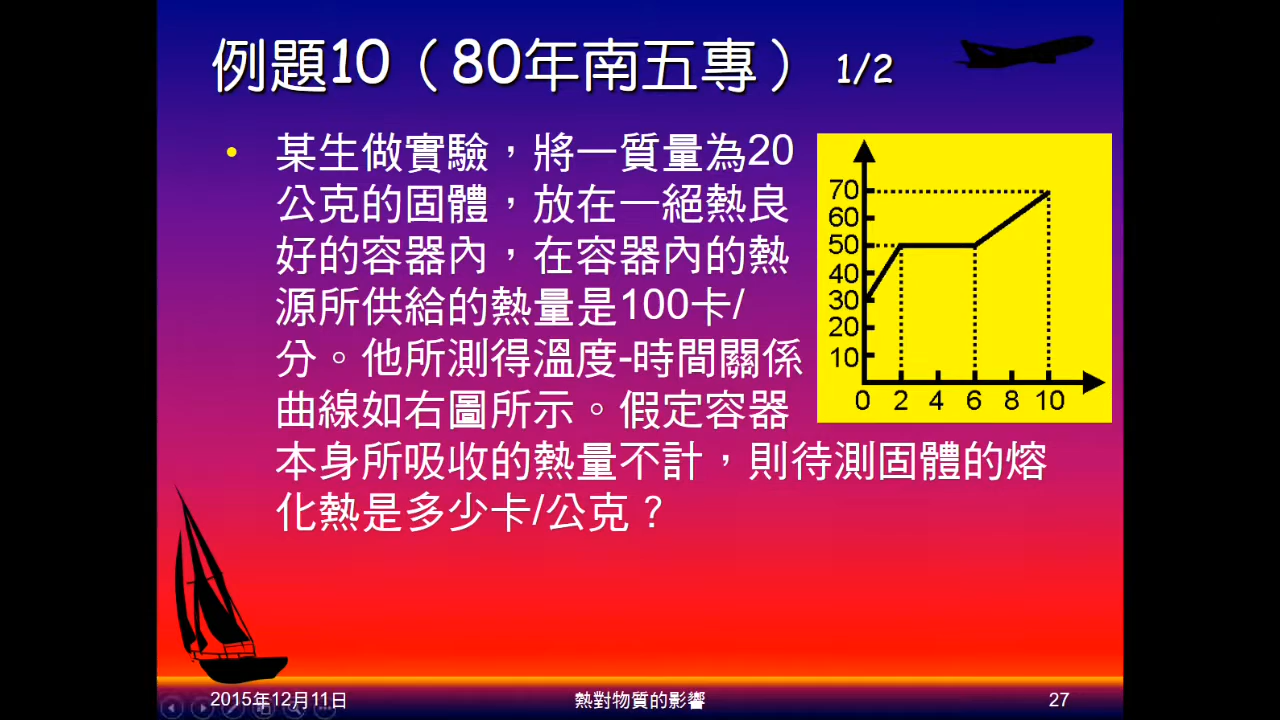 例題10（80年南五專） 1/2
• 某生做實驗，將一質量為20
公克的固體，放在一絕熱良
好的容器內，在容器內的熱
源所供給的熱量是100卡/
分。他所測得溫度-時間關係
曲線如右圖所示。假定容器
本身所吸收的熱量不計，則待測固體的熔
化熱是多少卡/公克？
70
60
50
40
30
20
10
0 2 4 6 8 10
2015年12月11日 熱對物質的影響 27